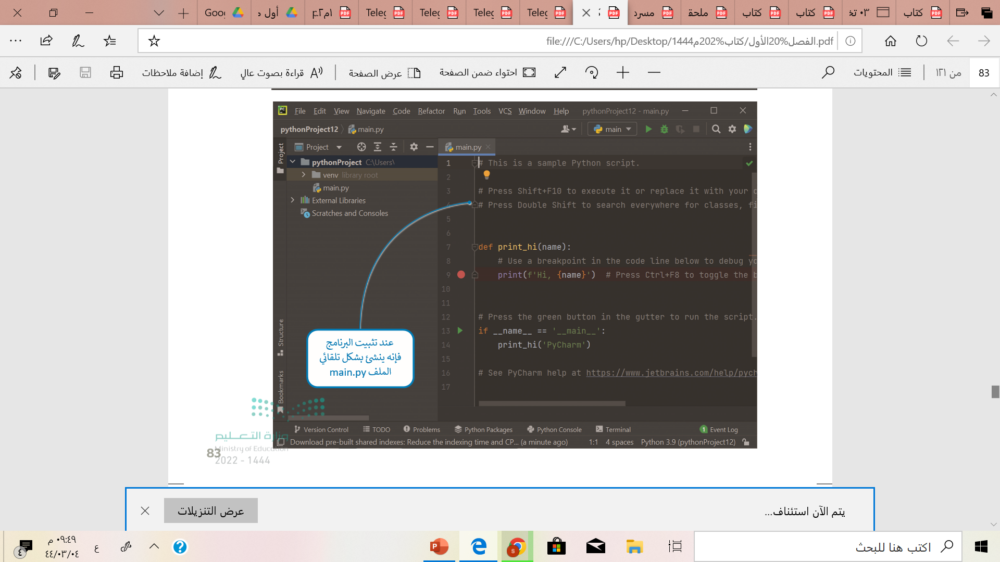 كتاب
٠٣ تخ
كتاب
كتاب
ملحق
مسرد
Teleg
Teleg
Teleg
Teleg
أول م
Goog
file:///C:/Users/hp/Desktop/1444كتاب%202م/الفصل%20الأول.pdf
83
من ١٢١
المحتويات
احتواء ضمن الصفحة
عرض الصفحة
قراءة بصوت عالٍ
إضافة ملاحظات
File Edit View Navigate Code Refactor Run Tools VCS Window Help pythonProject12 - main.py
pythonProject12 main.py
main
Project
main.py
Project
pythonProject C:\Users\
venv library root
main.py
External Libraries
Scratches and Consoles
1 # This is a sample Python script.
2
3 # Press Shift+F10 to execute it or replace it with your c
4 # Press Double Shift to search everywhere for classes, fi
5
6
7 def print_hi(name):
8 # Use a breakpoint in the code line below to debug yo
9 print(f'Hi, {name}') # Press Ctrl+F8 to toggle the b
10
11
12 # Press the green button in the gutter to run the script.
13 if __name__ == '__main__':
14 print_hi('PyCharm')
15
16 # See PyCharm help at https://www.jetbrains.com/help/pych
17
عند تثبيت البرنامج
فإنه ينشئ بشكل تلقائي
الملف main.py
Structure
Bookmarks
Version Control TODO Problems Python Packages Python Console Terminal 1 Event Log
Download pre-built shared indexes: Reduce the indexing time and CP... (a minute ago) 1:1 4 spaces Python 3.9 (pythonProject12)
وزارة التعليم
Ministry of Education
83
2022 - 1444
يتم الآن استئناف...
عرض التنزيلات
اكتب هنا للبحث
ع
٠٩:٤٩ م
٤٤/٠٣/٠٤
٤